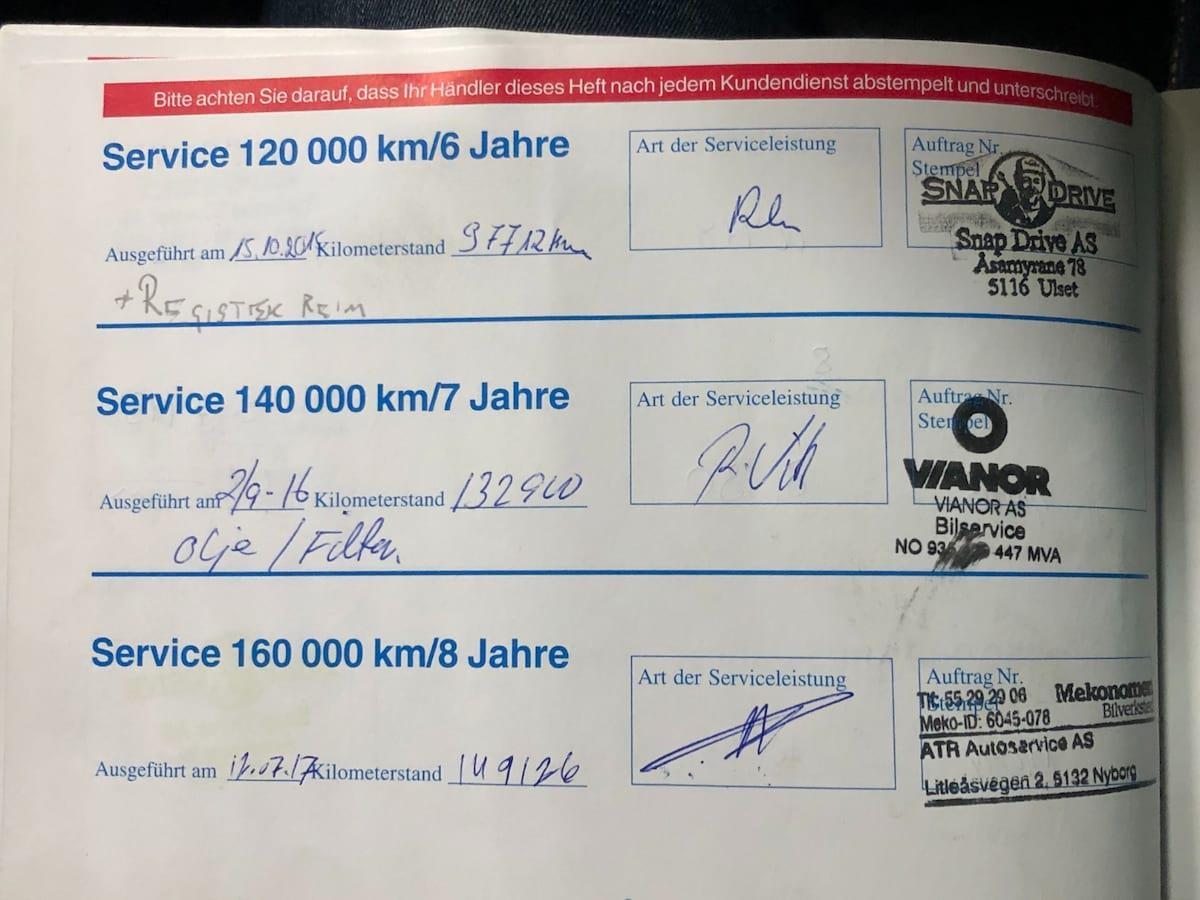 Bitte achten Sie darauf, dass Ihr Händler dieses Heft nach jedem Kundendienst abstempelt und unterschreibt.
Service 120 000 km/6 Jahre
Art der Serviceleistung
Auftrag Nr.
Stempel
SNAP DRIVE
Snap Drive AS
Åsamyrane 78
5116 Ulset
Ausgeführt am 15.10.2015 Kilometerstand 97712 km
+ REGISTER REIM
Service 140 000 km/7 Jahre
Art der Serviceleistung
Auftrag Nr.
Stempel
VIANOR
VIANOR AS
Bilservice
NO 93 447 MVA
Ausgeführt am 2/9-16 Kilometerstand 132900
Olje / Filter.
Service 160 000 km/8 Jahre
Art der Serviceleistung
Auftrag Nr.
Stempel
Tlf: 55 29 29 06 Mekonomen
Meko-ID: 6045-078 Bilverksted
ATR Autoservice AS
Litleåsvegen 2, 5132 Nyborg
Ausgeführt am 12.07.17 Kilometerstand 149126